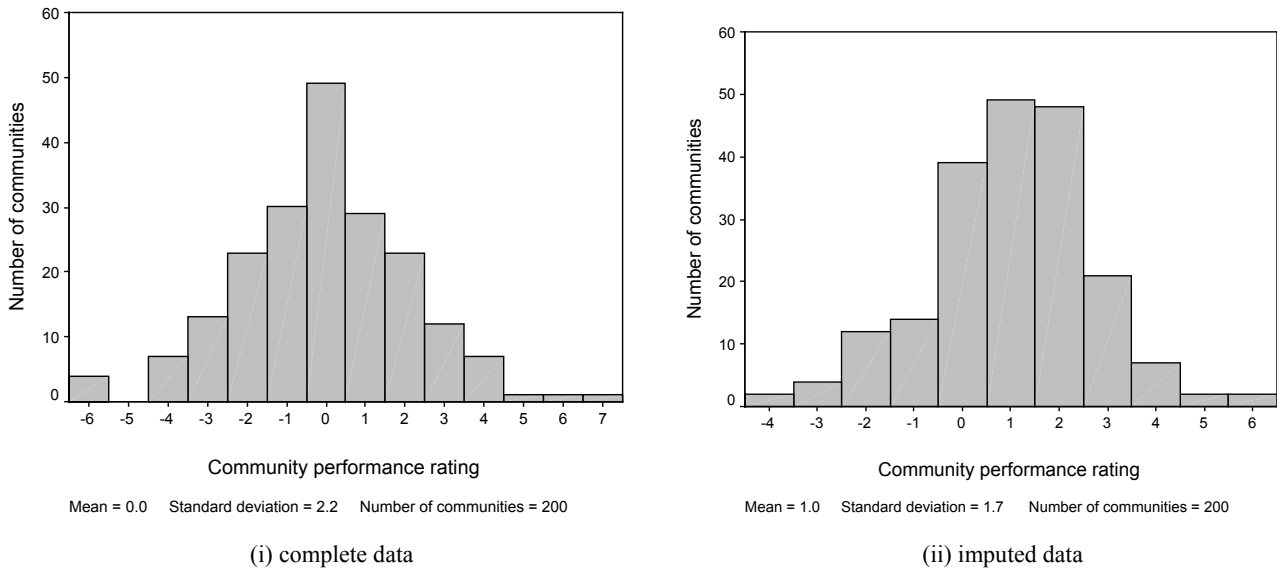 60
50
40
30
20
10
0
Number of communities
-6 -5 -4 -3 -2 -1 0 1 2 3 4 5 6 7
Community performance rating
Mean = 0.0 Standard deviation = 2.2 Number of communities = 200
(i) complete data
60
50
40
30
20
10
0
Number of communities
-4 -3 -2 -1 0 1 2 3 4 5 6
Community performance rating
Mean = 1.0 Standard deviation = 1.7 Number of communities = 200
(ii) imputed data